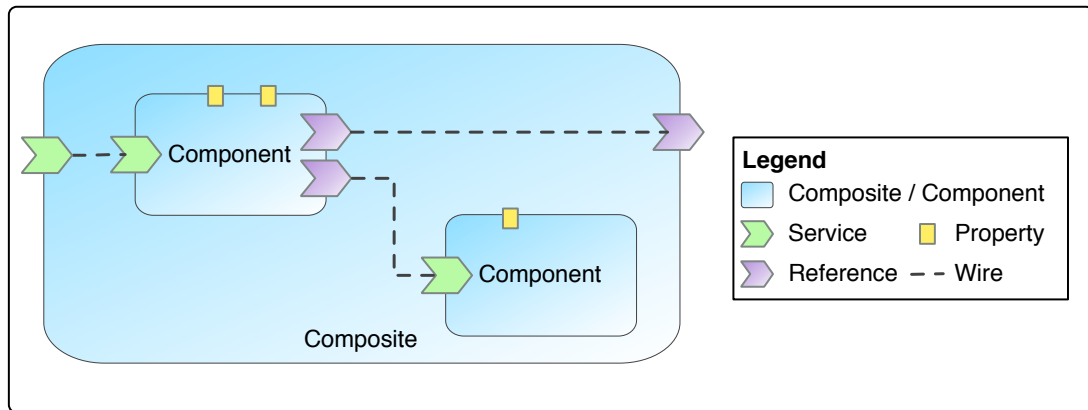 Component
Component
Composite
Legend
Composite / Component
Service
Property
Reference
Wire